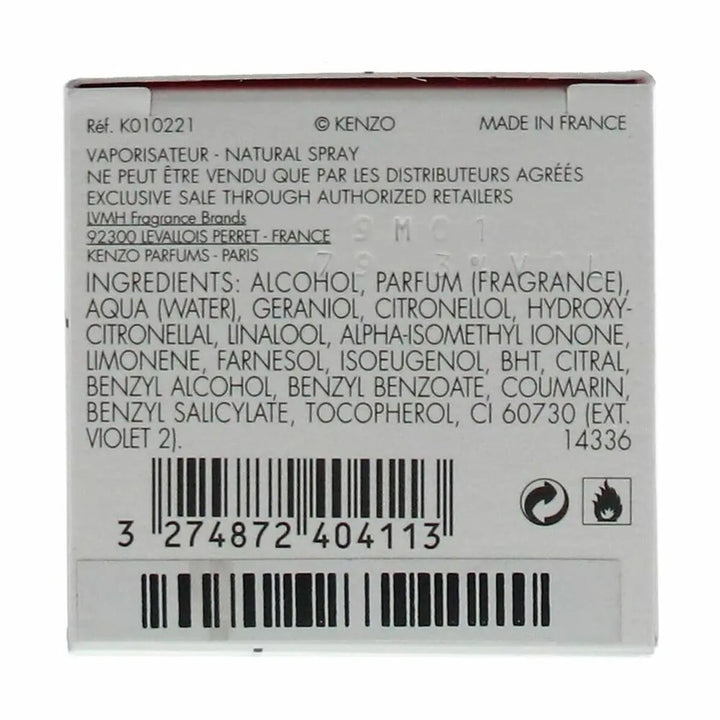 Réf. K010221 © KENZO MADE IN FRANCE
VAPORISATEUR - NATURAL SPRAY
NE PEUT ÊTRE VENDU QUE PAR LES DISTRIBUTEURS AGRÉÉS
EXCLUSIVE SALE THROUGH AUTHORIZED RETAILERS
LVMH Fragrance Brands
92300 LEVALLOIS PERRET - FRANCE
9MC1
KENZO PARFUMS - PARIS
INGREDIENTS: ALCOHOL, PARFUM (FRAGRANCE),
AQUA (WATER), GERANIOL, CITRONELLOL, HYDROXY-
CITRONELLAL, LINALOOL, ALPHA-ISOMETHYL IONONE,
LIMONENE, FARNESOL, ISOEUGENOL, BHT, CITRAL,
BENZYL ALCOHOL, BENZYL BENZOATE, COUMARIN,
BENZYL SALICYLATE, TOCOPHEROL, CI 60730 (EXT.
VIOLET 2). 14336
3 274872 404113